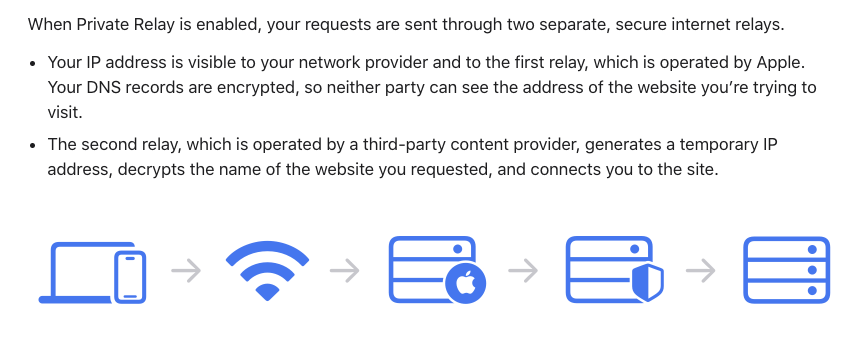 When Private Relay is enabled, your requests are sent through two separate, secure internet relays.
• Your IP address is visible to your network provider and to the first relay, which is operated by Apple.
Your DNS records are encrypted, so neither party can see the address of the website you’re trying to
visit.
• The second relay, which is operated by a third-party content provider, generates a temporary IP
address, decrypts the name of the website you requested, and connects you to the site.